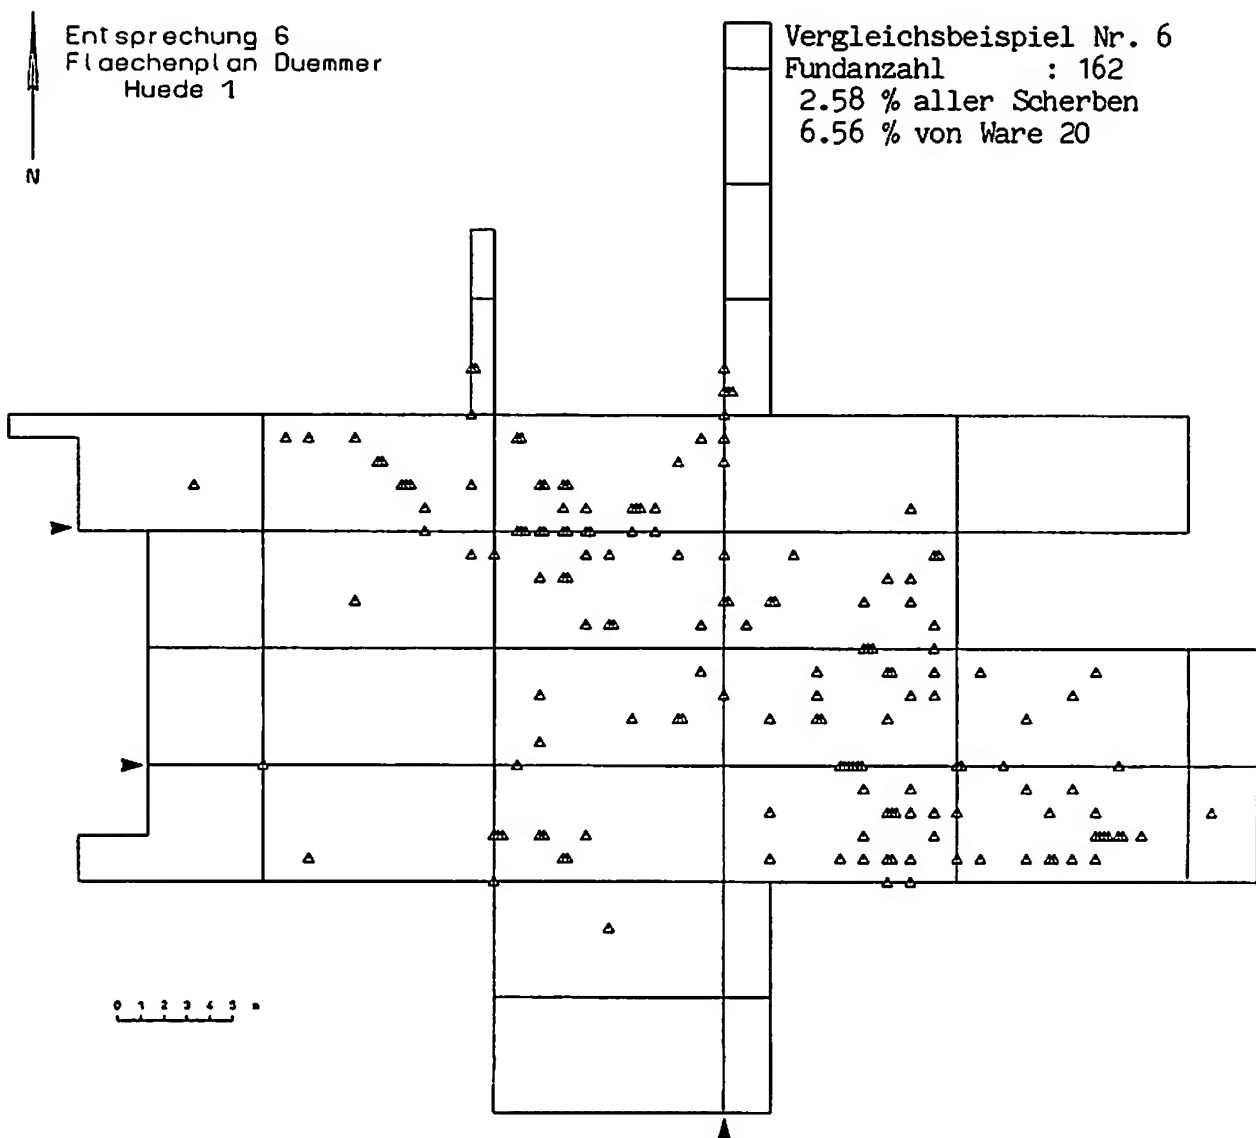 Entsprechung 6
Flaechenplan Duemmer
Huede 1
N
Vergleichsbeispiel Nr. 6
Fundanzahl : 162
2.58 % aller Scherben
6.56 % von Ware 20
0 1 2 3 4 5 m